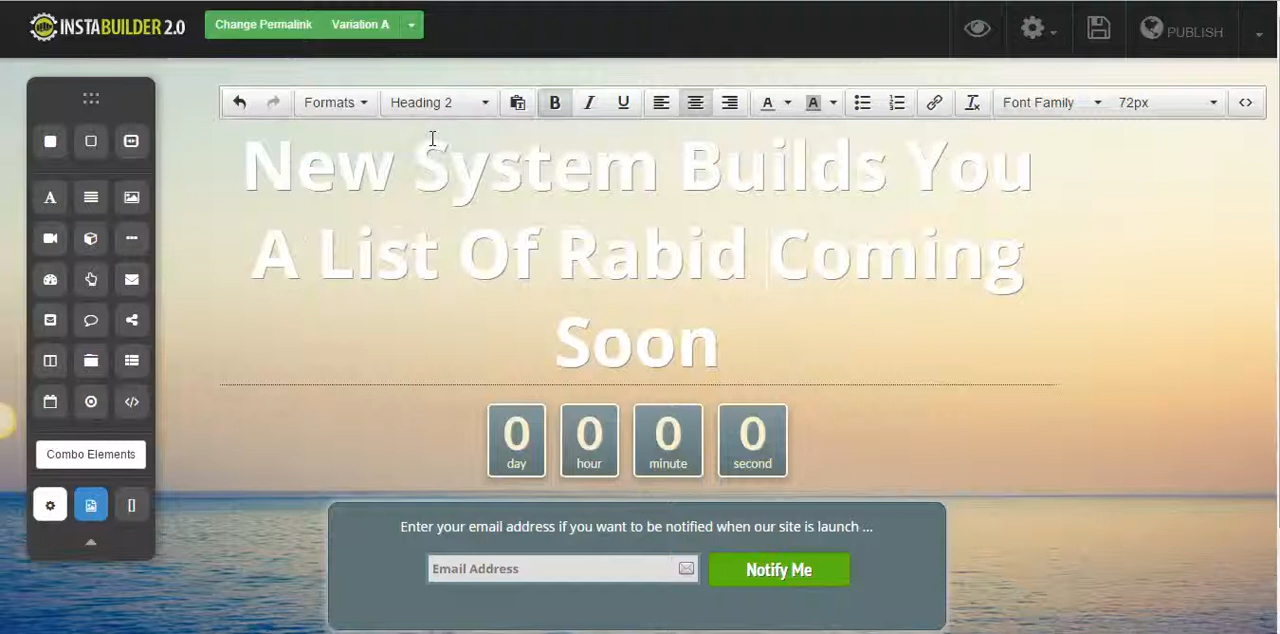 INSTABUILDER 2.0 Change Permalink Variation A PUBLISH
Formats Heading 2 B I U A A Font Family 72px
New System Builds You
A List Of Rabid Coming
Soon
0 0 0 0
day hour minute second
Enter your email address if you want to be notified when our site is launch ...
Email Address Notify Me
A
Combo Elements